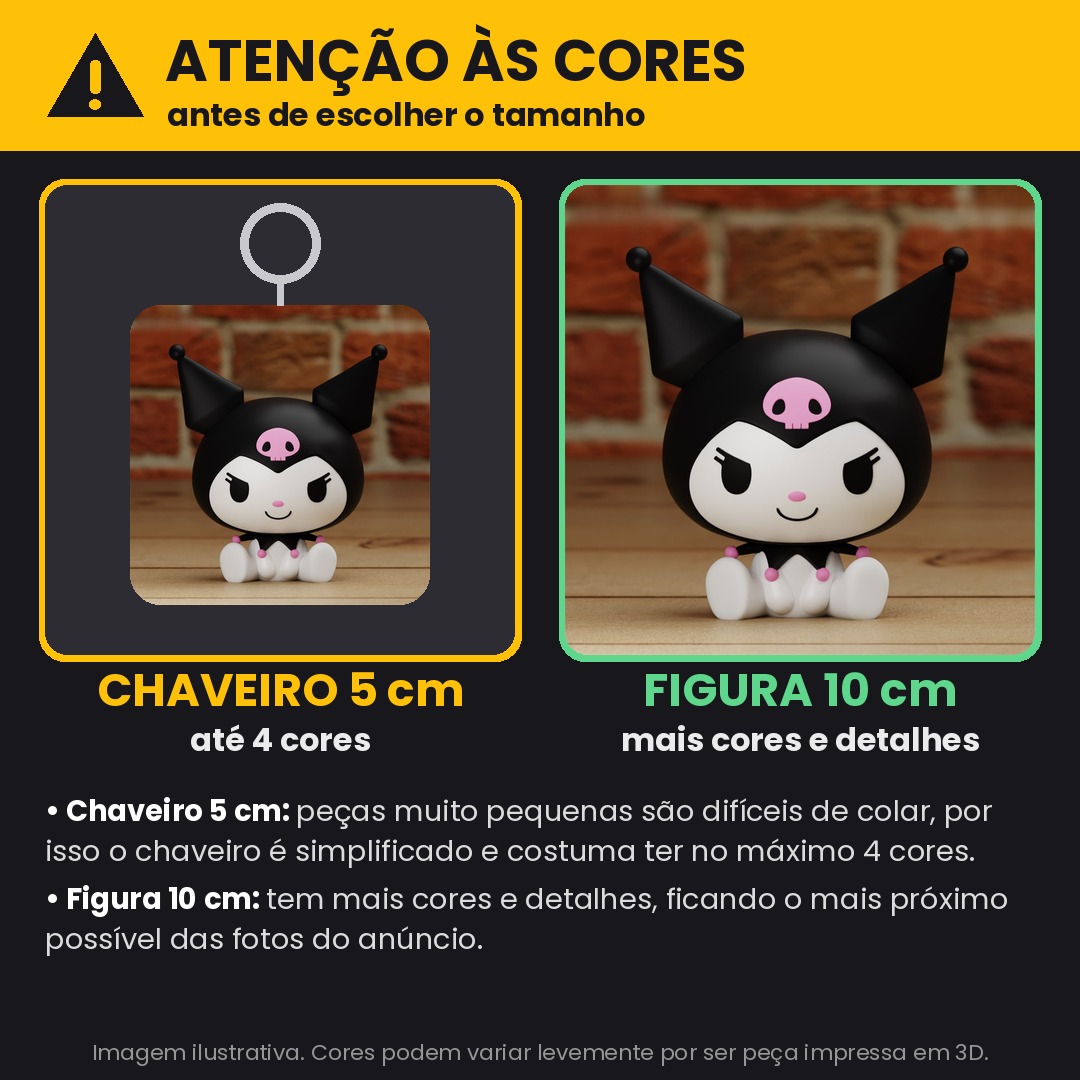 ATENÇÃO ÀS CORES
antes de escolher o tamanho
CHAVEIRO 5 cm
até 4 cores
FIGURA 10 cm
mais cores e detalhes
• Chaveiro 5 cm: peças muito pequenas são difíceis de colar, por
isso o chaveiro é simplificado e costuma ter no máximo 4 cores.
• Figura 10 cm: tem mais cores e detalhes, ficando o mais próximo
possível das fotos do anúncio.
Imagem ilustrativa. Cores podem variar levemente por ser peça impressa em 3D.